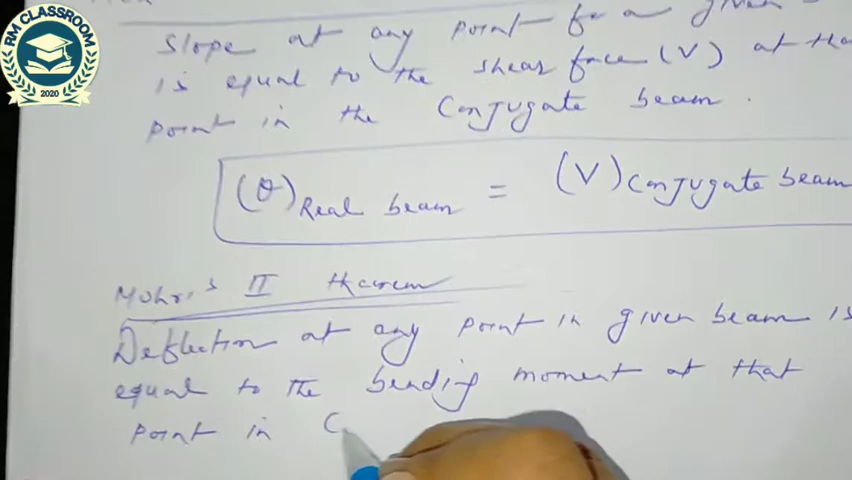 RM CLASSROOM
2020
Slope at any point for a given
is equal to the shear force (V) at that
point in the Conjugate beam.
(θ) Real beam = (V) Conjugate beam
Mohr's II theorem
Deflection at any point in given beam is
equal to the bending moment at that
point in C